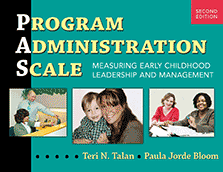 SECOND
EDITION
PROGRAM
ADMINISTRATION
SCALE
MEASURING EARLY CHILDHOOD
LEADERSHIP AND MANAGEMENT
Teri N. Talan • Paula Jorde Bloom